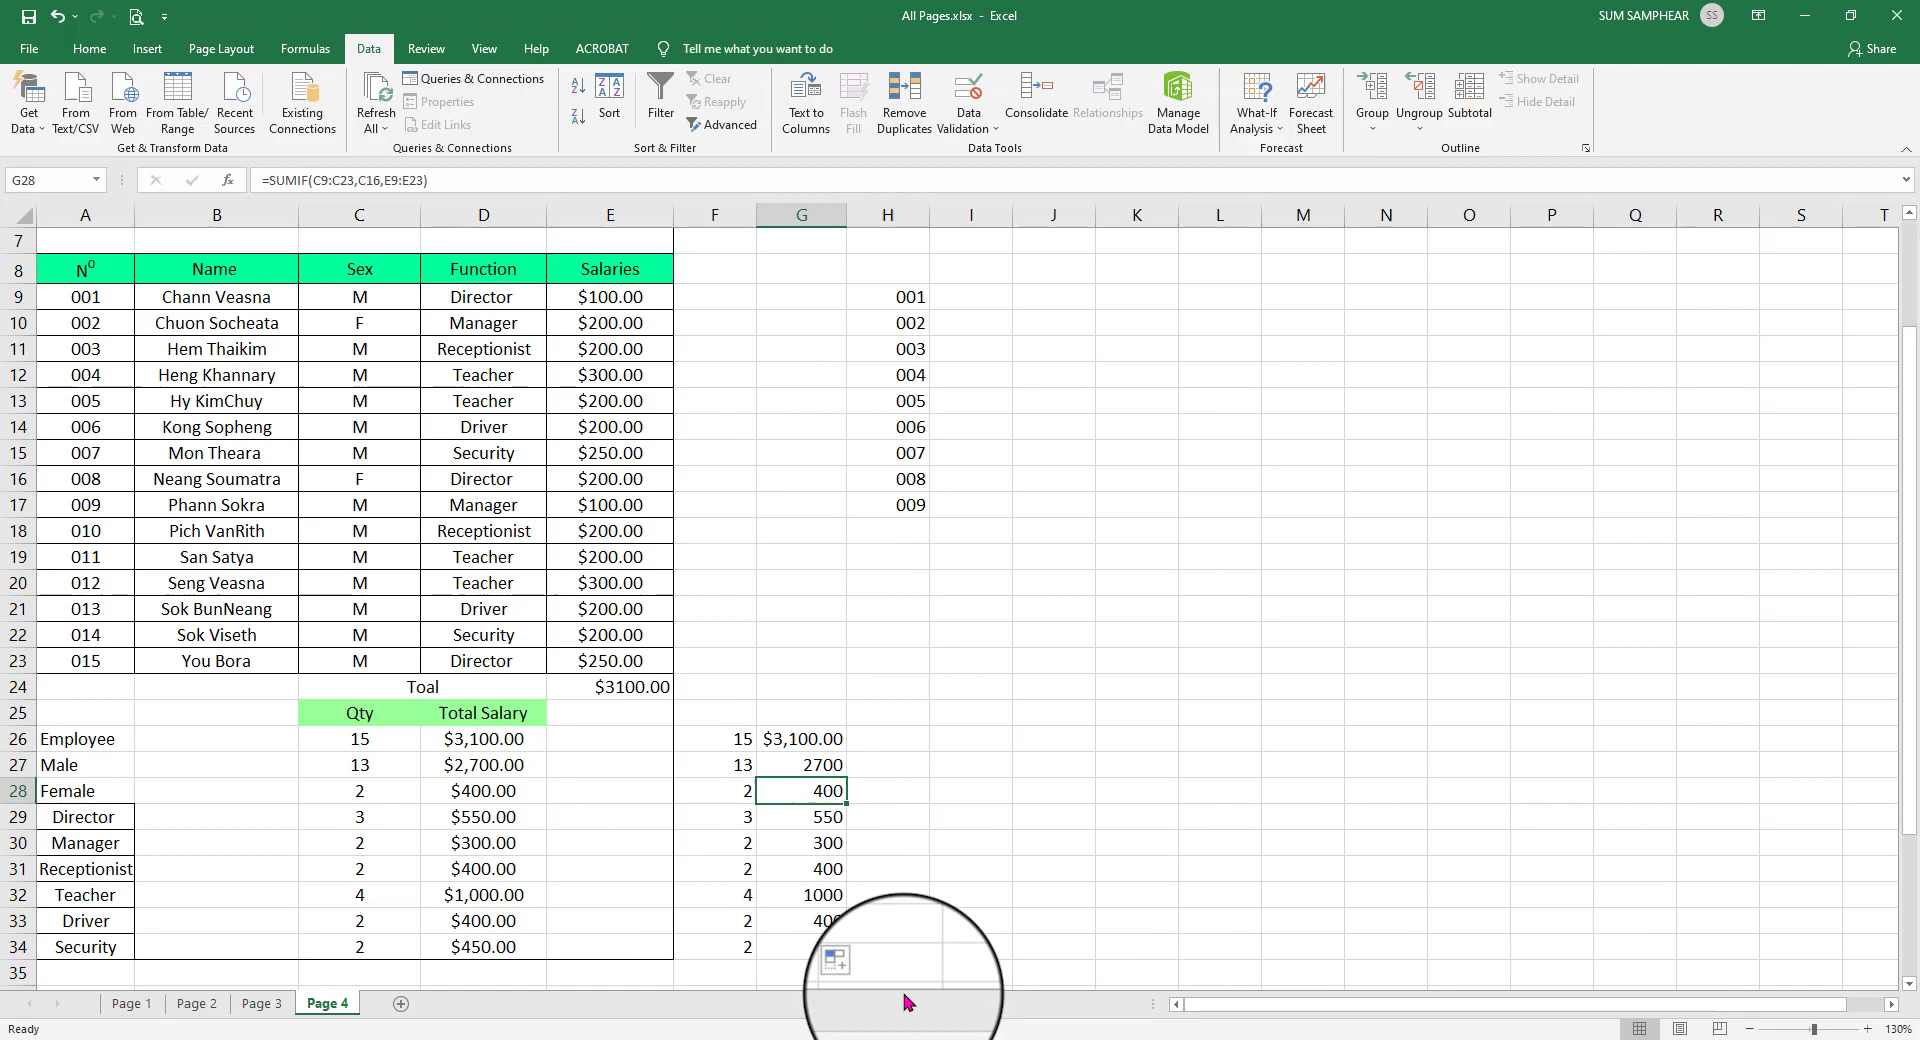 All Pages.xlsx - Excel
SUM SAMPHEAR SS
File Home Insert Page Layout Formulas Data Review View Help ACROBAT Tell me what you want to do Share
Get Data From Text/CSV From Web From Table/ Range Recent Sources Existing Connections
Get & Transform Data
Refresh All Queries & Connections Properties Edit Links
Queries & Connections
Sort Filter Clear Reapply Advanced
Sort & Filter
Text to Columns Flash Fill Remove Duplicates Data Validation Consolidate Relationships Manage Data Model
Data Tools
What-If Analysis Forecast Sheet
Forecast
Group Ungroup Subtotal Show Detail Hide Detail
Outline
G28 fx =SUMIF(C9:C23,C16,E9:E23)
A B C D E F G H I J K L M N O P Q R S T
7
8 N⁰ Name Sex Function Salaries
9 001 Chann Veasna M Director $100.00 001
10 002 Chuon Socheata F Manager $200.00 002
11 003 Hem Thaikim M Receptionist $200.00 003
12 004 Heng Khannary M Teacher $300.00 004
13 005 Hy KimChuy M Teacher $200.00 005
14 006 Kong Sopheng M Driver $200.00 006
15 007 Mon Theara M Security $250.00 007
16 008 Neang Soumatra F Director $200.00 008
17 009 Phann Sokra M Manager $100.00 009
18 010 Pich VanRith M Receptionist $200.00
19 011 San Satya M Teacher $200.00
20 012 Seng Veasna M Teacher $300.00
21 013 Sok BunNeang M Driver $200.00
22 014 Sok Viseth M Security $200.00
23 015 You Bora M Director $250.00
24 Toal $3100.00
25 Qty Total Salary
26 Employee 15 $3,100.00 15 $3,100.00
27 Male 13 $2,700.00 13 2700
28 Female 2 $400.00 2 400
29 Director 3 $550.00 3 550
30 Manager 2 $300.00 2 300
31 Receptionist 2 $400.00 2 400
32 Teacher 4 $1,000.00 4 1000
33 Driver 2 $400.00 2 400
34 Security 2 $450.00 2
35
Page 1 Page 2 Page 3 Page 4
Ready 130%